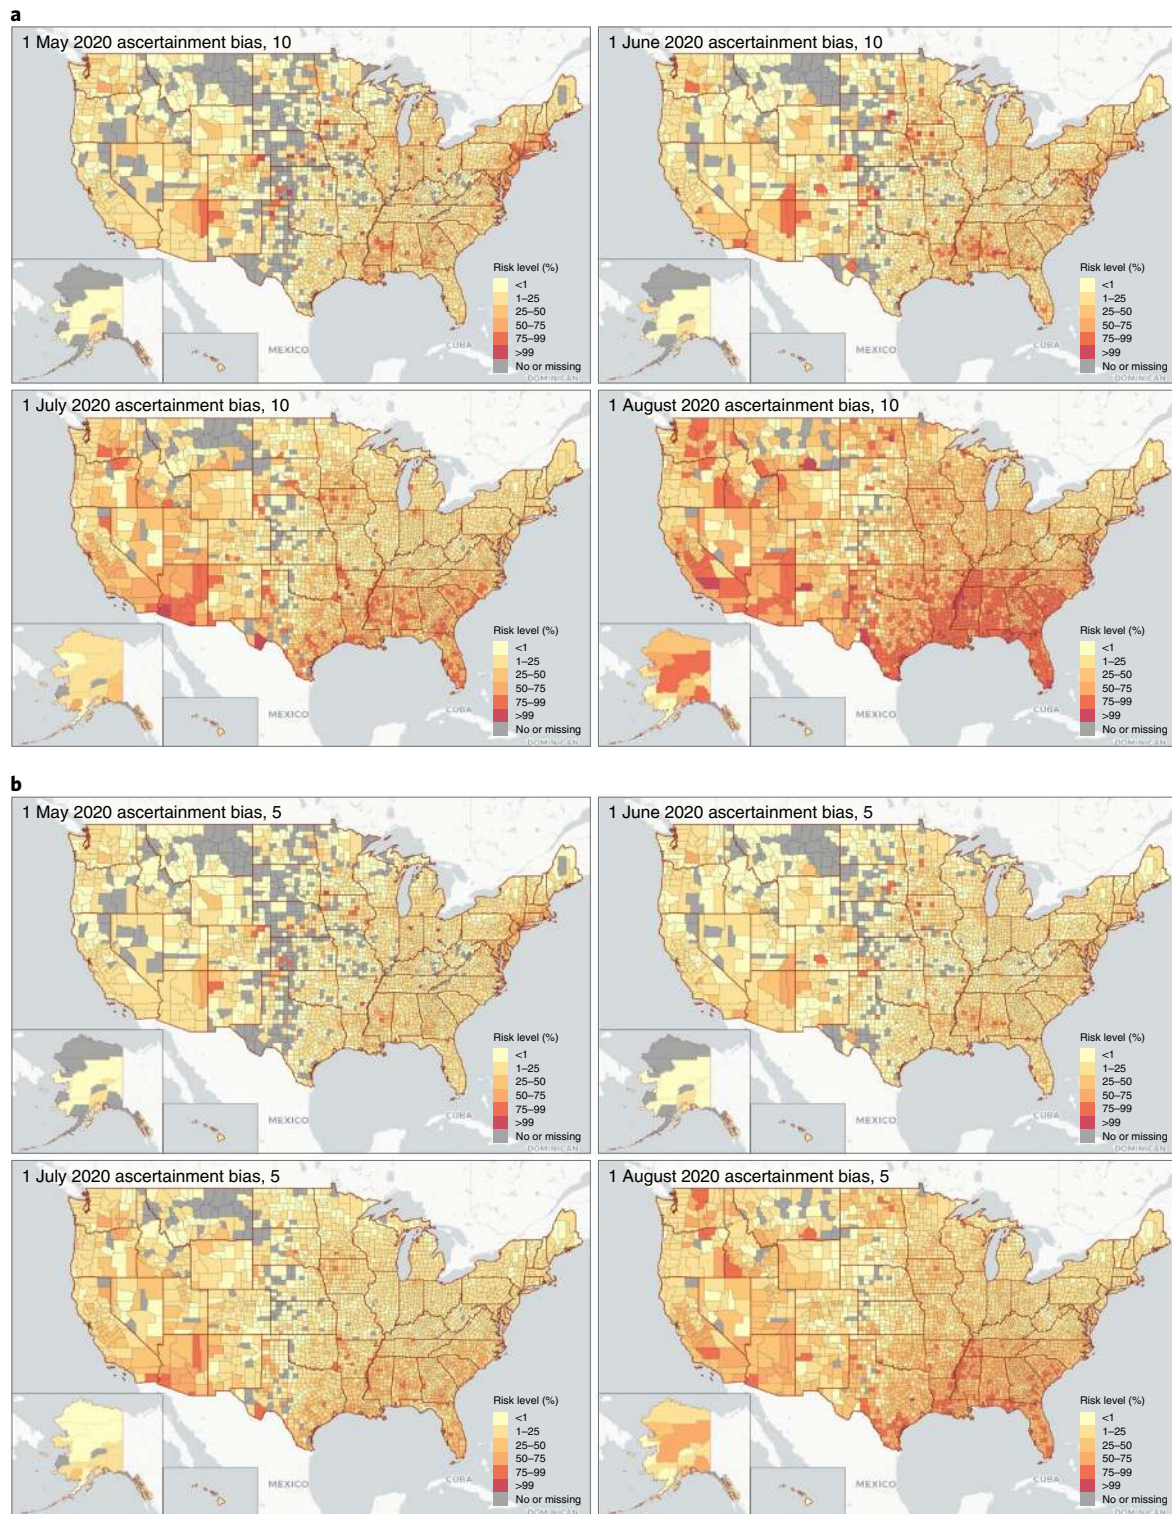 a
1 May 2020 ascertainment bias, 10
MEXICO
CUBA
DOMINICAN
Risk level (%)
<1
1–25
25–50
50–75
75–99
>99
No or missing
1 June 2020 ascertainment bias, 10
MEXICO
CUBA
DOMINICAN
Risk level (%)
<1
1–25
25–50
50–75
75–99
>99
No or missing
1 July 2020 ascertainment bias, 10
MEXICO
CUBA
DOMINICAN
Risk level (%)
<1
1–25
25–50
50–75
75–99
>99
No or missing
1 August 2020 ascertainment bias, 10
MEXICO
CUBA
DOMINICAN
Risk level (%)
<1
1–25
25–50
50–75
75–99
>99
No or missing
b
1 May 2020 ascertainment bias, 5
MEXICO
CUBA
DOMINICAN
Risk level (%)
<1
1–25
25–50
50–75
75–99
>99
No or missing
1 June 2020 ascertainment bias, 5
MEXICO
CUBA
DOMINICAN
Risk level (%)
<1
1–25
25–50
50–75
75–99
>99
No or missing
1 July 2020 ascertainment bias, 5
MEXICO
CUBA
Risk level (%)
<1
1–25
25–50
50–75
75–99
>99
No or missing
1 August 2020 ascertainment bias, 5
MEXICO
CUBA
Risk level (%)
<1
1–25
25–50
50–75
75–99
>99
No or missing